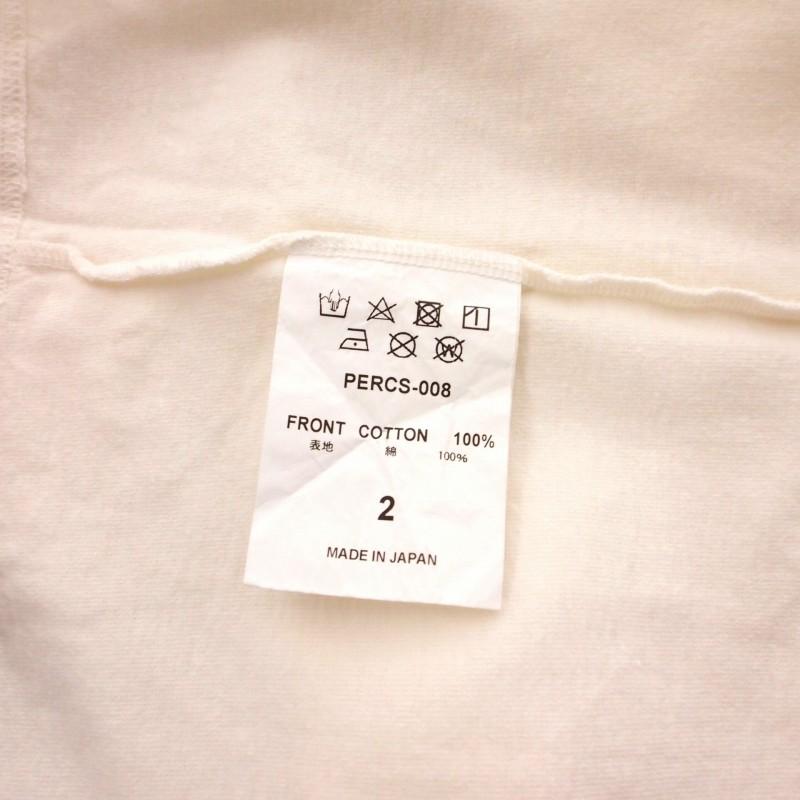 PERCS-008
FRONT COTTON 100%
表地 綿 100%
2
MADE IN JAPAN